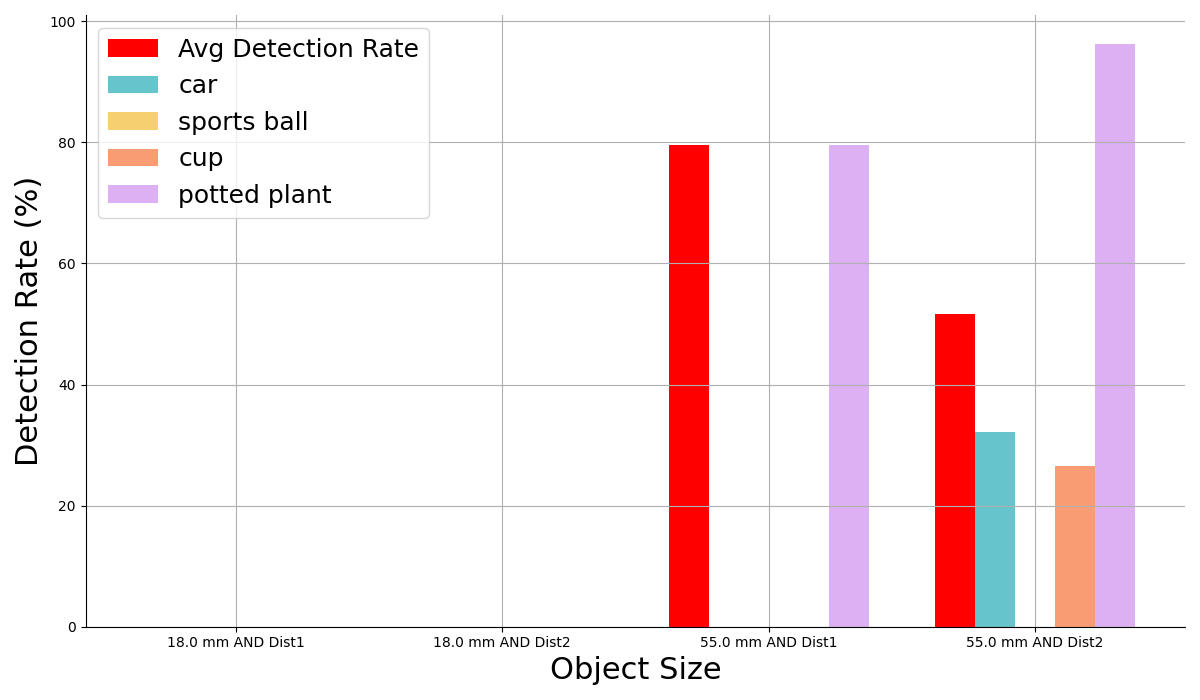 100
80
60
40
20
0
Detection Rate (%)
Avg Detection Rate
car
sports ball
cup
potted plant
18.0 mm AND Dist1
18.0 mm AND Dist2
55.0 mm AND Dist1
55.0 mm AND Dist2
Object Size